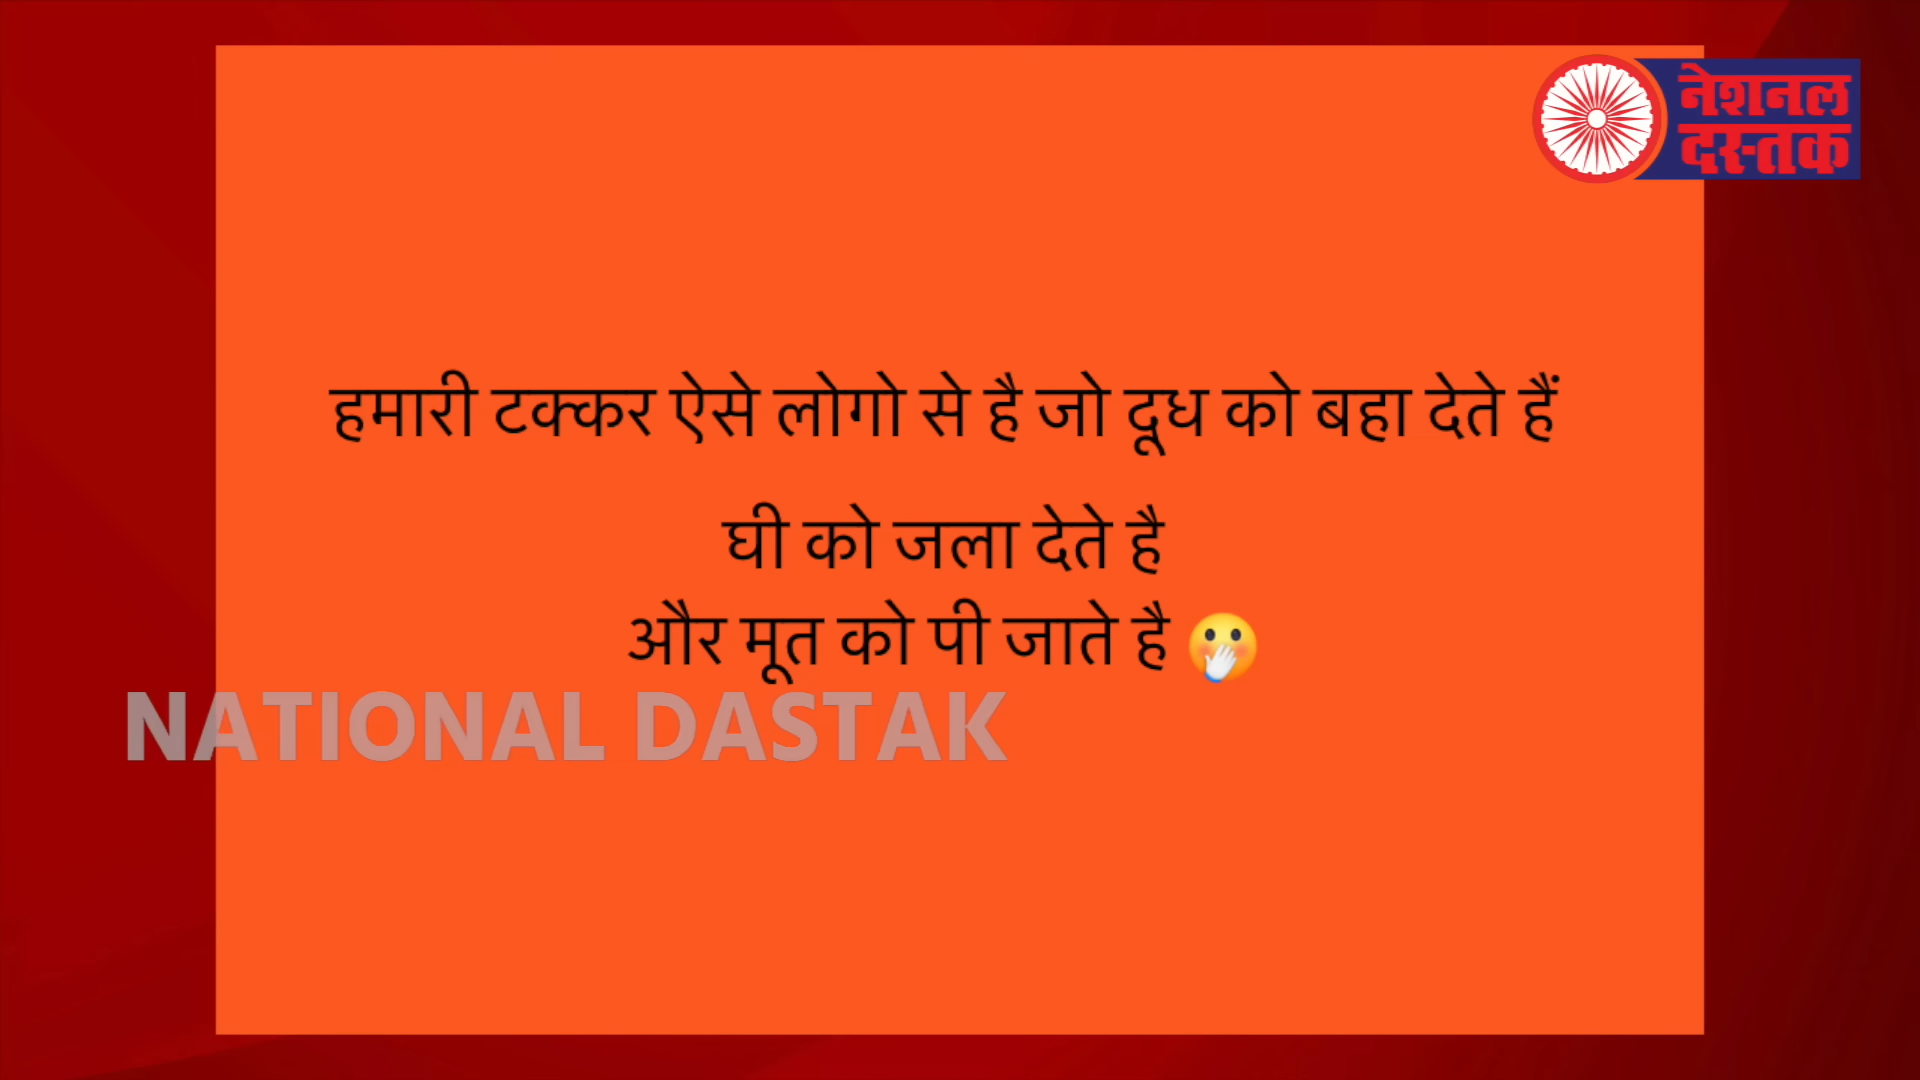 नेशनल
दस्तक
हमारी टक्कर ऐसे लोगो से है जो दूध को बहा देते हैं
घी को जला देते है
और मूत को पी जाते है 🫢
NATIONAL DASTAK